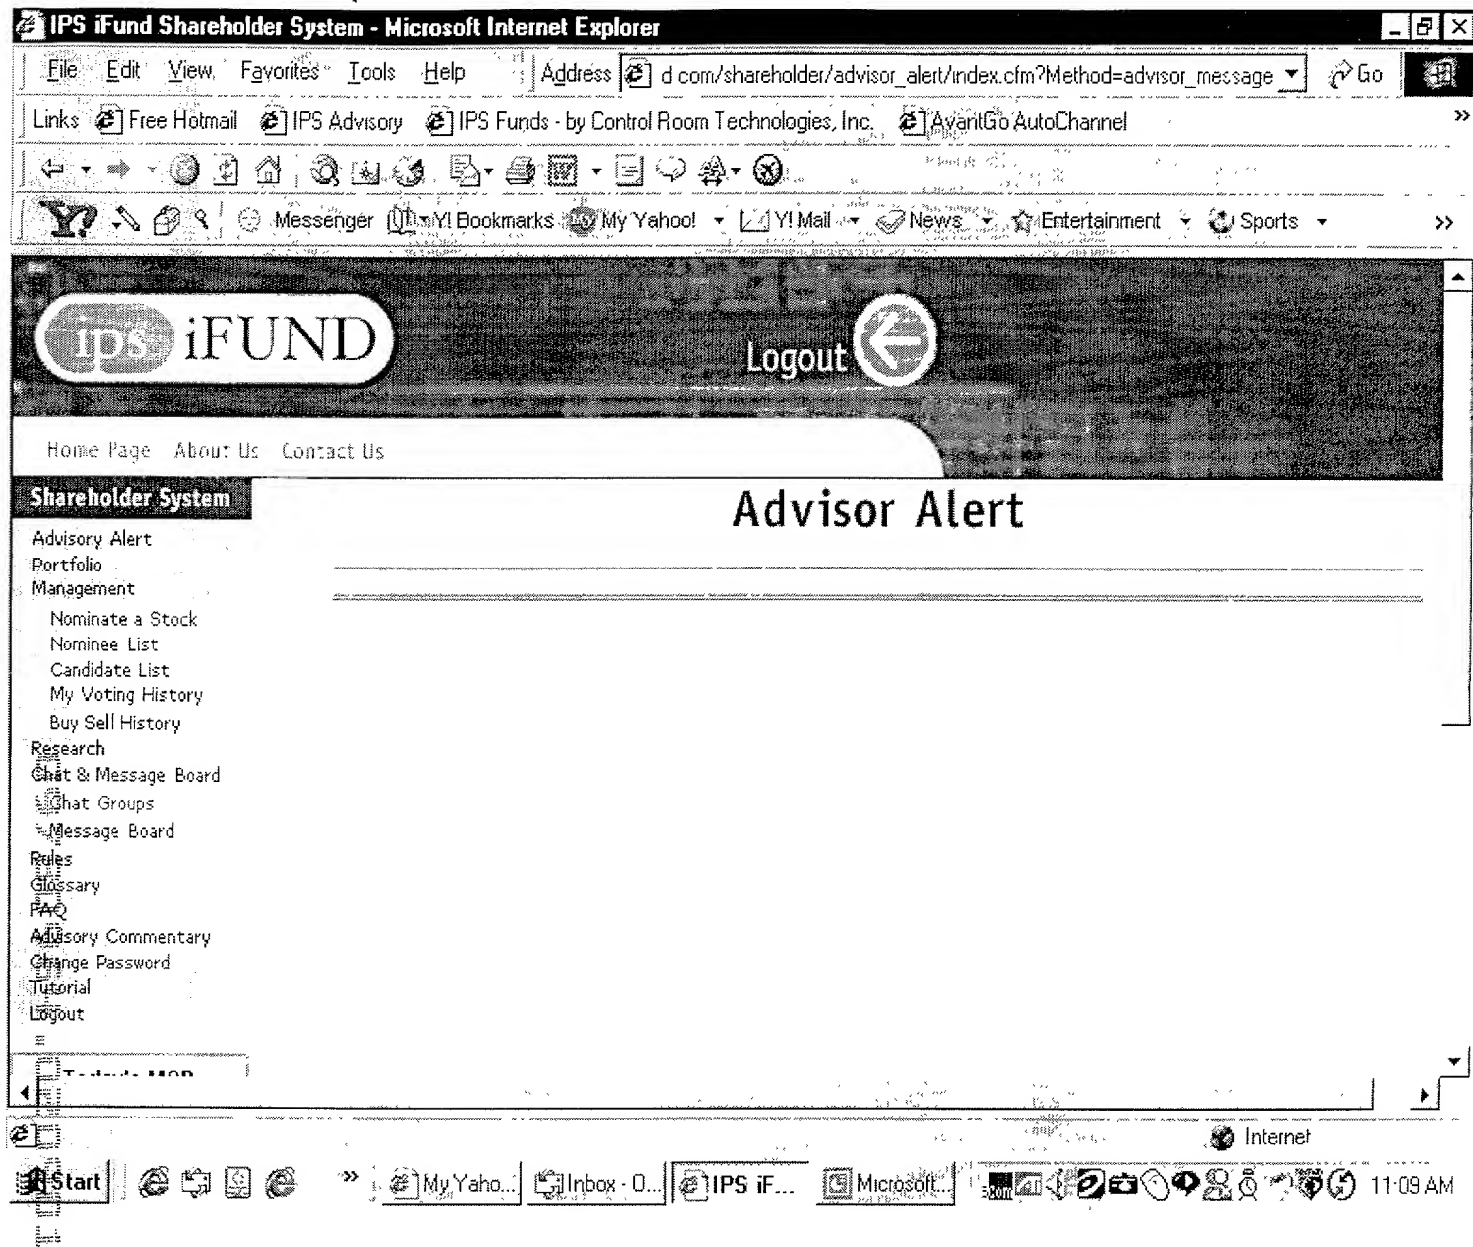 IPS iFund Shareholder System - Microsoft Internet Explorer
File Edit View Favorites Tools Help Address d com/shareholder/advisor_alert/index.cfm?Method=advisor_message Go
Links Free Hotmail IPS Advisory IPS Funds - by Control Room Technologies, Inc. AvantGo AutoChannel »
Y? Messenger Y! Bookmarks My Yahoo! Y! Mail News Entertainment Sports »
ips iFUND
Logout
Home Page About Us Contact Us
Shareholder System
Advisor Alert
Advisory Alert
Portfolio
Management
Nominate a Stock
Nominee List
Candidate List
My Voting History
Buy Sell History
Research
Chat & Message Board
Chat Groups
Message Board
Rules
Glossary
FAQ
Advisory Commentary
Change Password
Tutorial
Logout
Internet
Start » My Yaho... Inbox - O... IPS iF... Microsoft... 11:09 AM